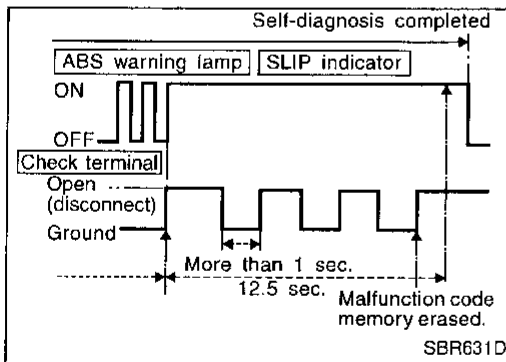 Self-diagnosis completed
ABS warning lamp SLIP indicator
ON
OFF
Check terminal
Open
(disconnect)
Ground
More than 1 sec.
12.5 sec.
Malfunction code
memory erased.
SBR631D